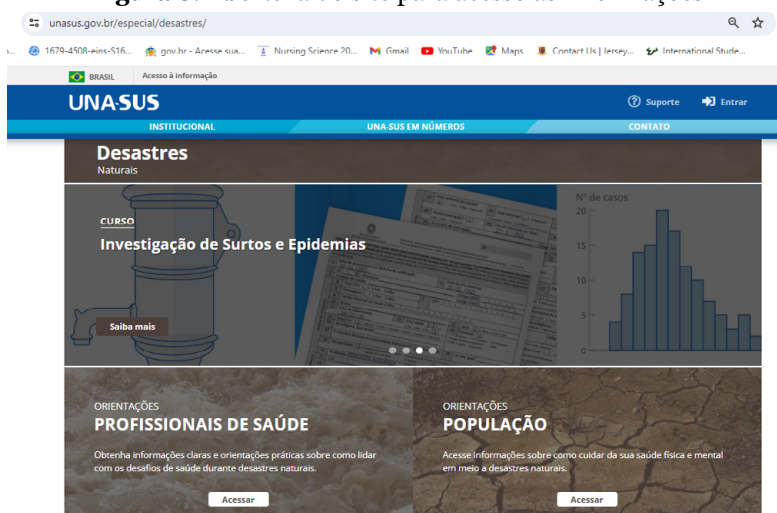 unasus.gov.br/especial/desastres/
1679-4508-eins-S16... gov.br - Acesse sua... Nursing Science 20... Gmail YouTube Maps Contact Us | Jersey... International Stude...
BRASIL Acesso à informação
UNA-SUS Suporte Entrar
INSTITUCIONAL UNA-SUS EM NÚMEROS CONTATO
Desastres
Naturais
CURSO
Investigação de Surtos e Epidemias
Saiba mais
Nº de casos
20
15
10
5
0
ORIENTAÇÕES
PROFISSIONAIS DE SAÚDE
Obtenha informações claras e orientações práticas sobre como lidar
com os desafios de saúde durante desastres naturais.
Acessar
ORIENTAÇÕES
POPULAÇÃO
Acesse informações sobre como cuidar da sua saúde física e mental
em meio a desastres naturais.
Acessar